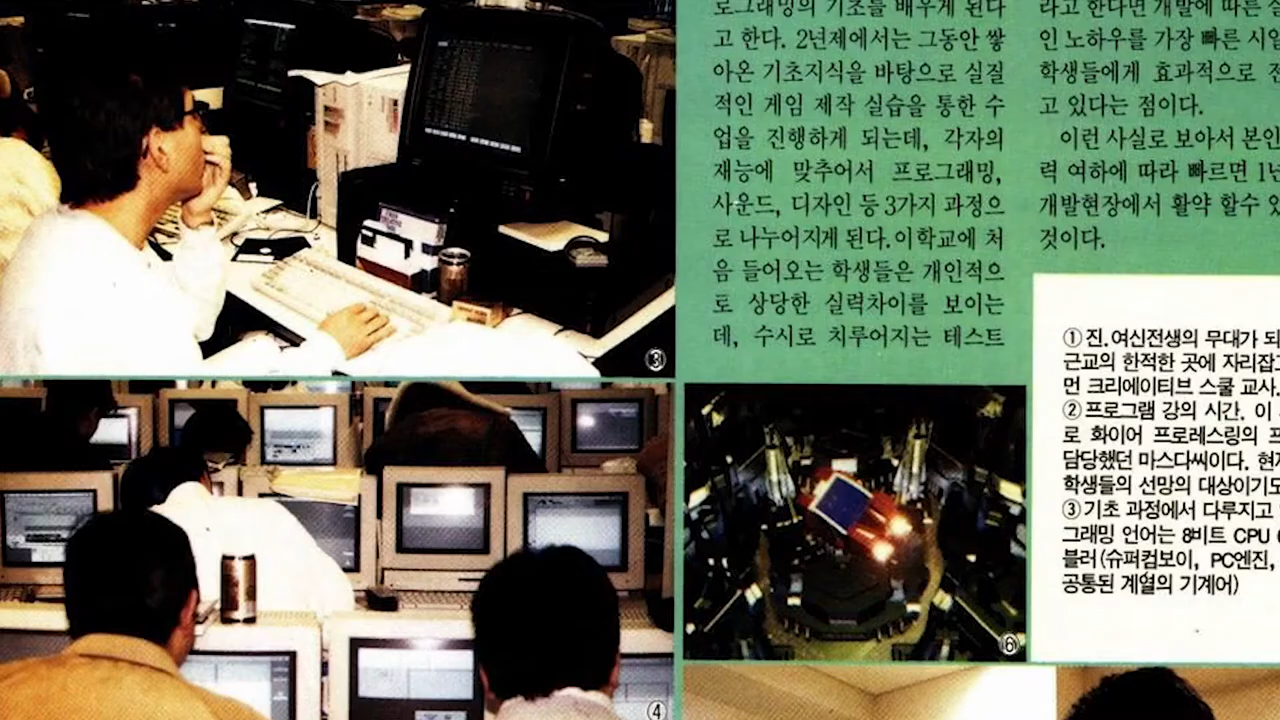 로그래밍의 기초를 배우게 된다
고 한다. 2년제에서는 그동안 쌓
아온 기초지식을 바탕으로 실질
적인 게임 제작 실습을 통한 수
업을 진행하게 되는데, 각자의
재능에 맞추어서 프로그래밍,
사운드, 디자인 등 3가지 과정으
로 나누어지게 된다. 이 학교에 처
음 들어오는 학생들은 개인적으
로 상당한 실력차이를 보이는
데, 수시로 치루어지는 테스트
라고 한다면 개발에 따른
인 노하우를 가장 빠른 시일
학생들에게 효과적으로
고 있다는 점이다.
이런 사실로 보아서 본인
력 여하에 따라 빠르면 1년
개발현장에서 활약 할수 있
것이다.
① 진.여신전생의 무대가 되
근교의 한적한 곳에 자리잡고
먼 크리에이티브 스쿨 교사.
② 프로그램 강의 시간. 이
로 화이어 프로레스링의 프
담당했던 마스다씨이다. 현재
학생들의 선망의 대상이기도
③ 기초 과정에서 다루지고
그래밍 언어는 8비트 CPU
블러(슈퍼컴보이, PC엔진,
공통된 계열의 기계어)
③
④
⑥